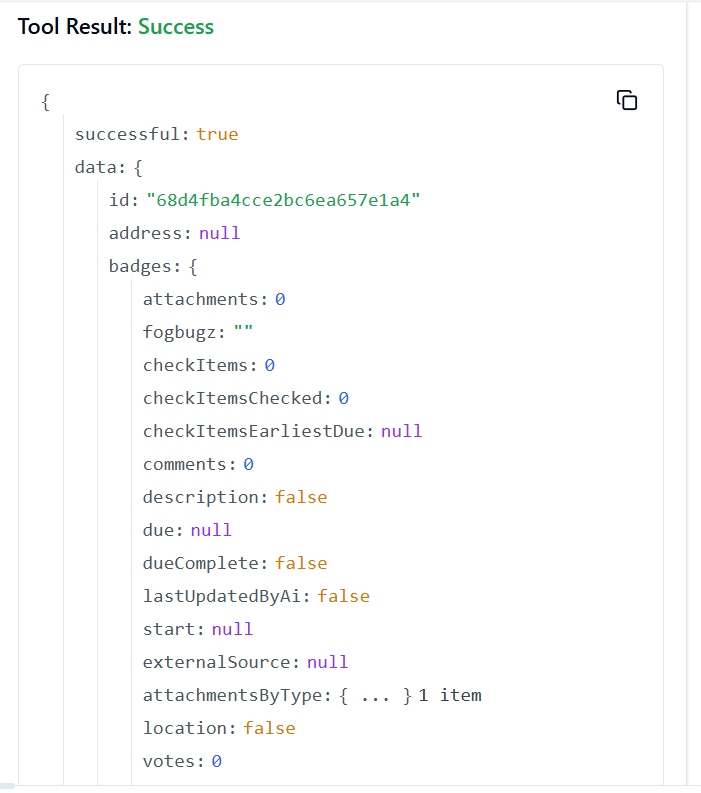 Tool Result: Success
{
successful: true
data: {
id: "68d4fba4cce2bc6ea657e1a4"
address: null
badges: {
attachments: 0
fogbugz: ""
checkItems: 0
checkItemsChecked: 0
checkItemsEarliestDue: null
comments: 0
description: false
due: null
dueComplete: false
lastUpdatedByAi: false
start: null
externalSource: null
attachmentsByType: { ... } 1 item
location: false
votes: 0